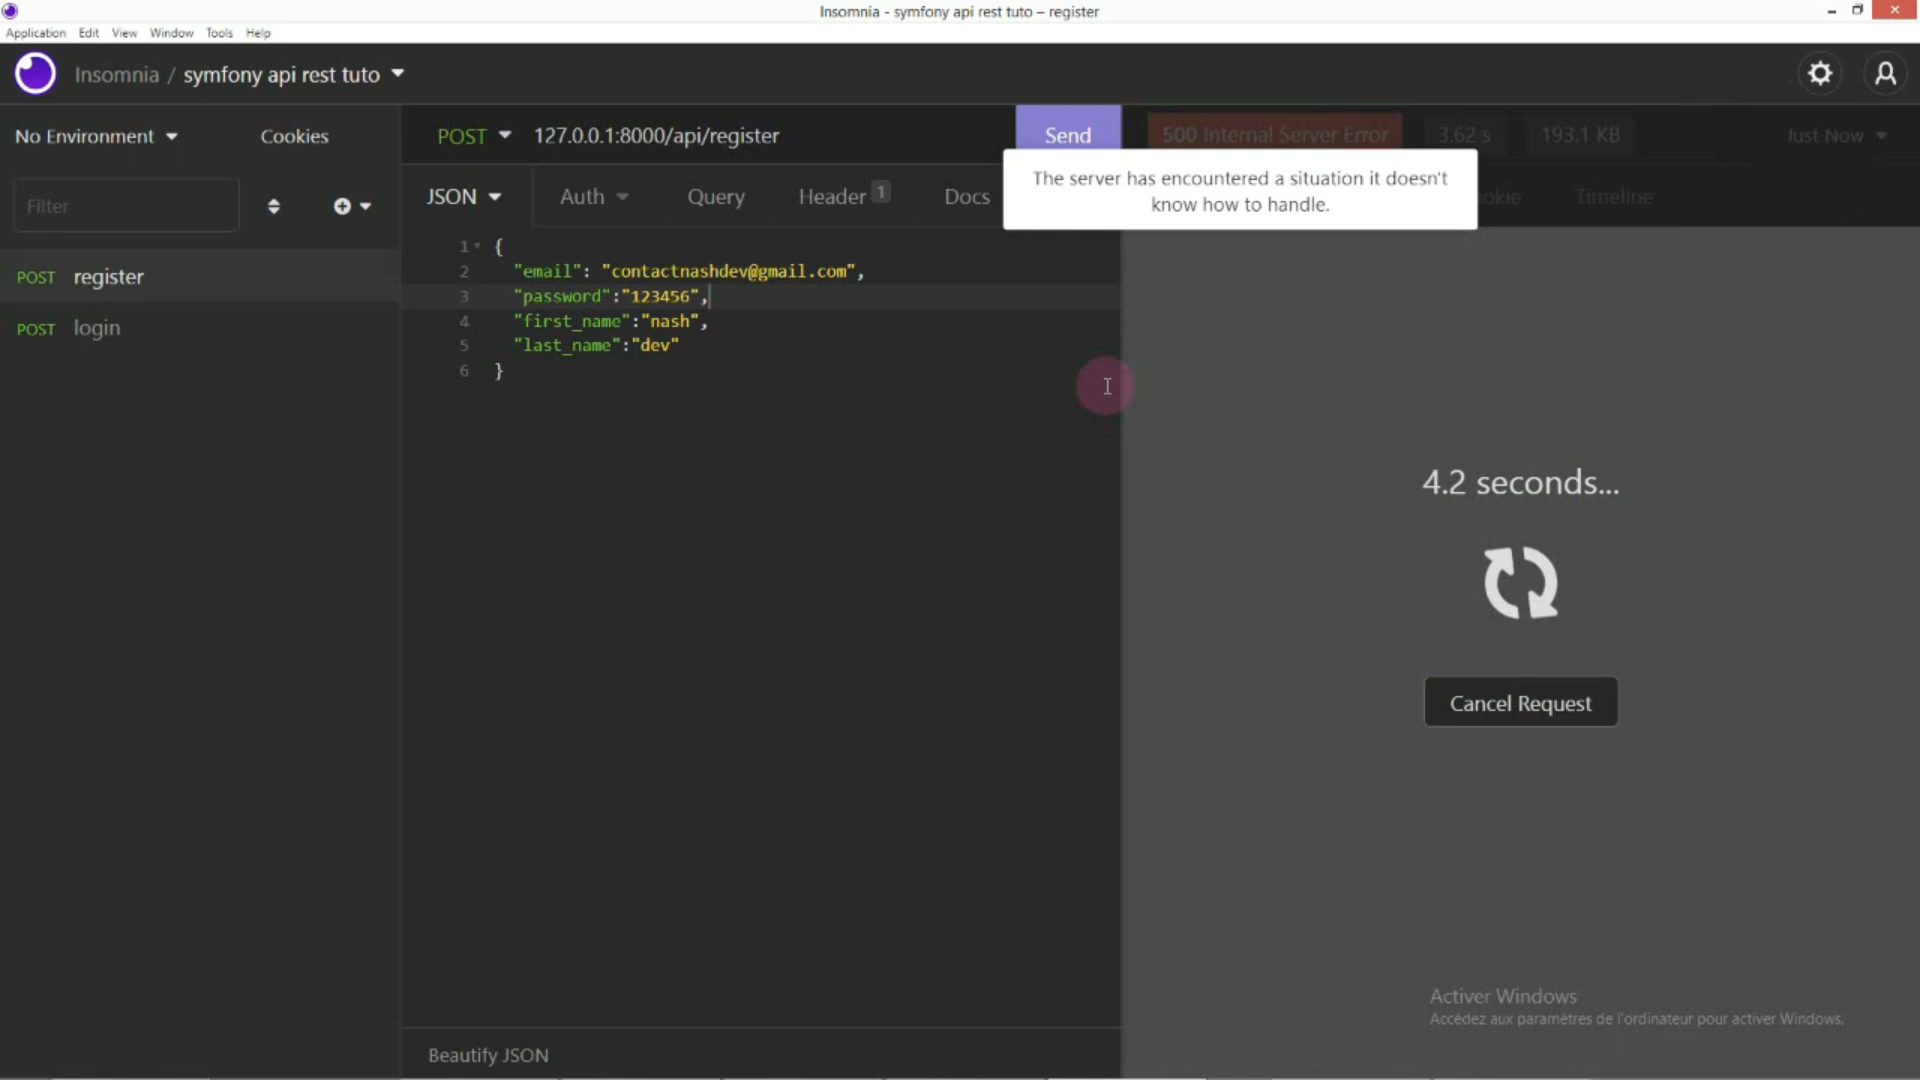 Insomnia - symfony api rest tuto – register
Application Edit View Window Tools Help
Insomnia / symfony api rest tuto
No Environment Cookies
POST 127.0.0.1:8000/api/register Send
500 Internal Server Error 3.62 s 193.1 KB Just Now
The server has encountered a situation it doesn't
know how to handle.
Filter
JSON Auth Query Header 1 Docs
Timeline
POST register
POST login
1 {
2 "email": "contactnashdev@gmail.com",
3 "password":"123456",
4 "first_name":"nash",
5 "last_name":"dev"
6 }
4.2 seconds...
Cancel Request
Activer Windows
Accédez aux paramètres de l'ordinateur pour activer Windows.
Beautify JSON